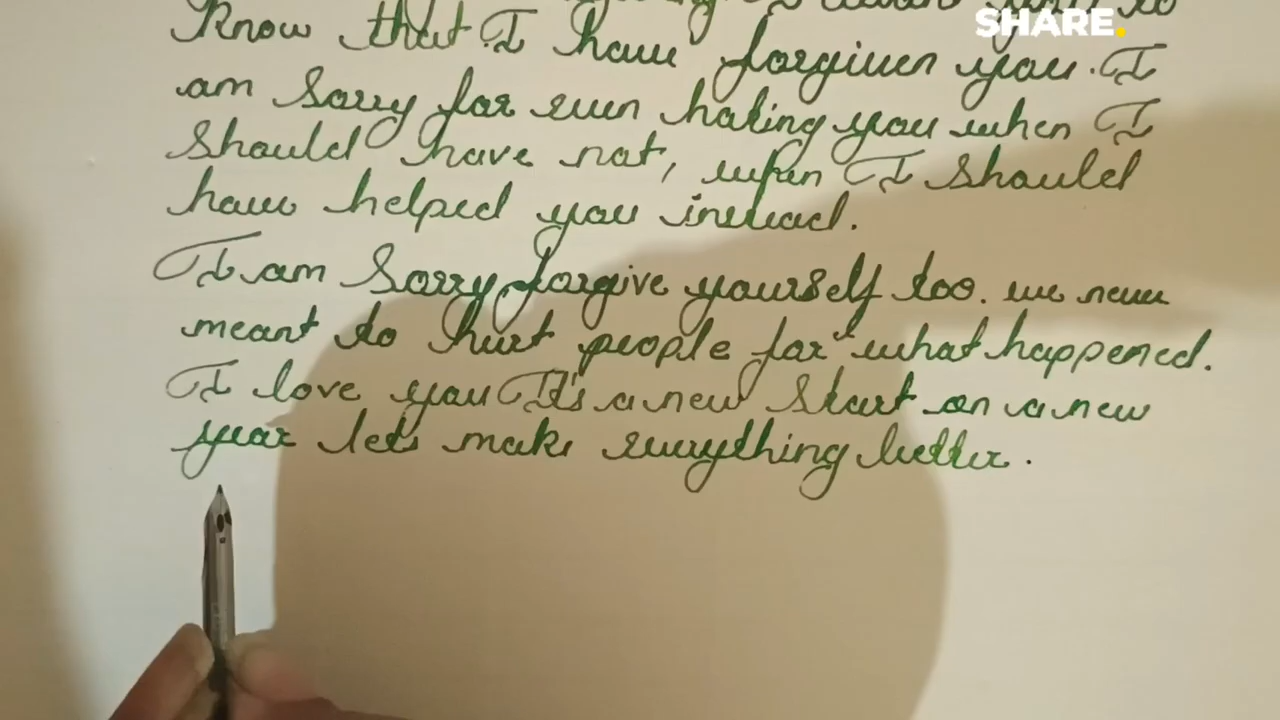 SHARE.
Know that I have forgiven you. I
am sorry for even hating you when I
should have not, when I should
have helped you instead.
I am sorry forgive yourself too. we never
meant to hurt people for what happened.
I love you It's a new start on a new
year let's make everything better.